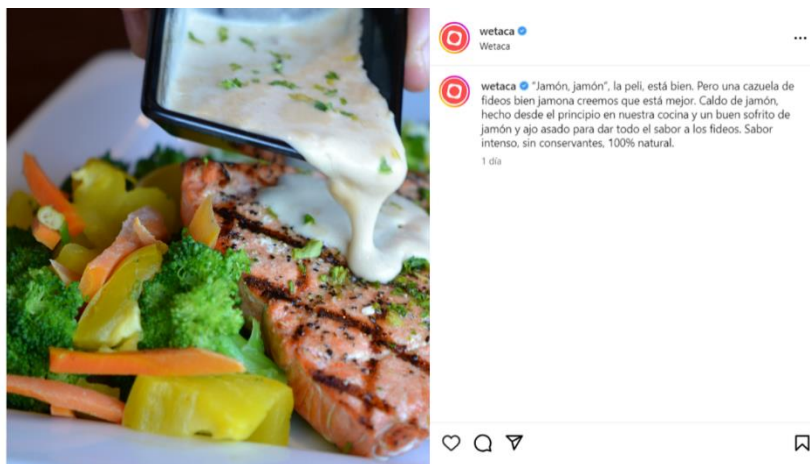 wetaca
Wetaca
wetaca "Jamón, jamón", la peli, está bien. Pero una cazuela de
fideos bien jamona creemos que está mejor. Caldo de jamón,
hecho desde el principio en nuestra cocina y un buen sofrito de
jamón y ajo asado para dar todo el sabor a los fideos. Sabor
intenso, sin conservantes, 100% natural.
1 día